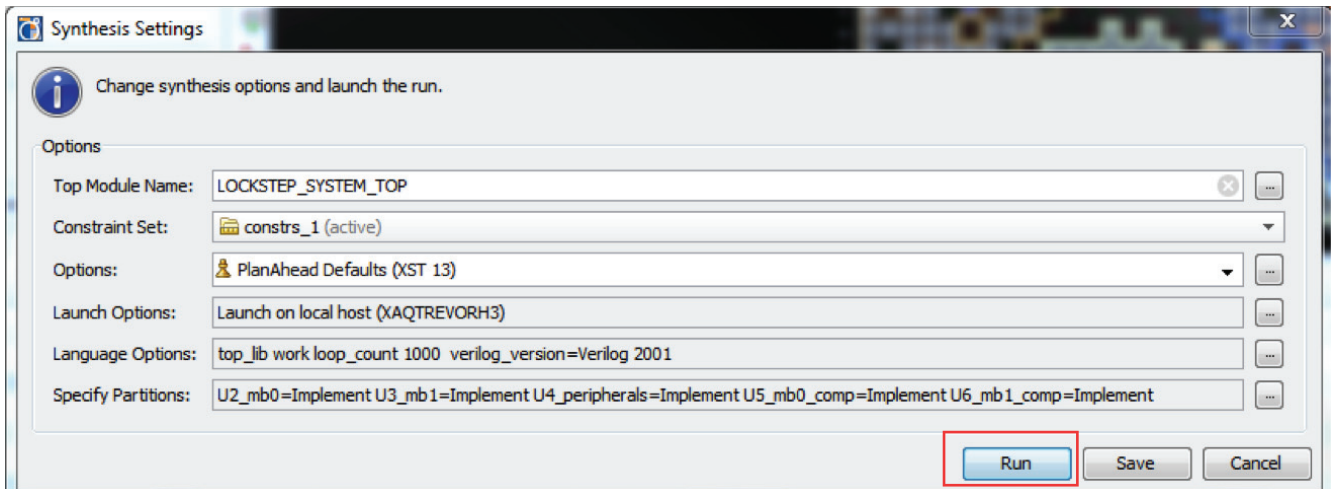 Synthesis Settings
x
Change synthesis options and launch the run.
Options
Top Module Name: LOCKSTEP_SYSTEM_TOP ...
Constraint Set: constrs_1 (active)
Options: PlanAhead Defaults (XST 13) ...
Launch Options: Launch on local host (XAQTREVORH3) ...
Language Options: top_lib work loop_count 1000 verilog_version=Verilog 2001 ...
Specify Partitions: U2_mb0=Implement U3_mb1=Implement U4_peripherals=Implement U5_mb0_comp=Implement U6_mb1_comp=Implement ...
Run Save Cancel